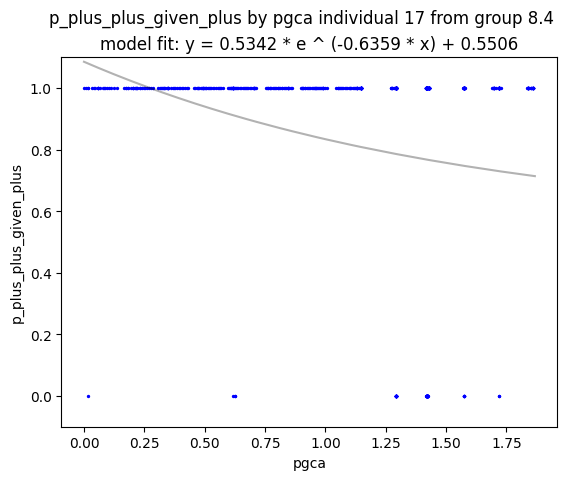 p_plus_plus_given_plus by pgca individual 17 from group 8.4
model fit: y = 0.5342 * e ^ (-0.6359 * x) + 0.5506
1.0
0.8
0.6
0.4
0.2
0.0
p_plus_plus_given_plus
0.00 0.25 0.50 0.75 1.00 1.25 1.50 1.75
pgca